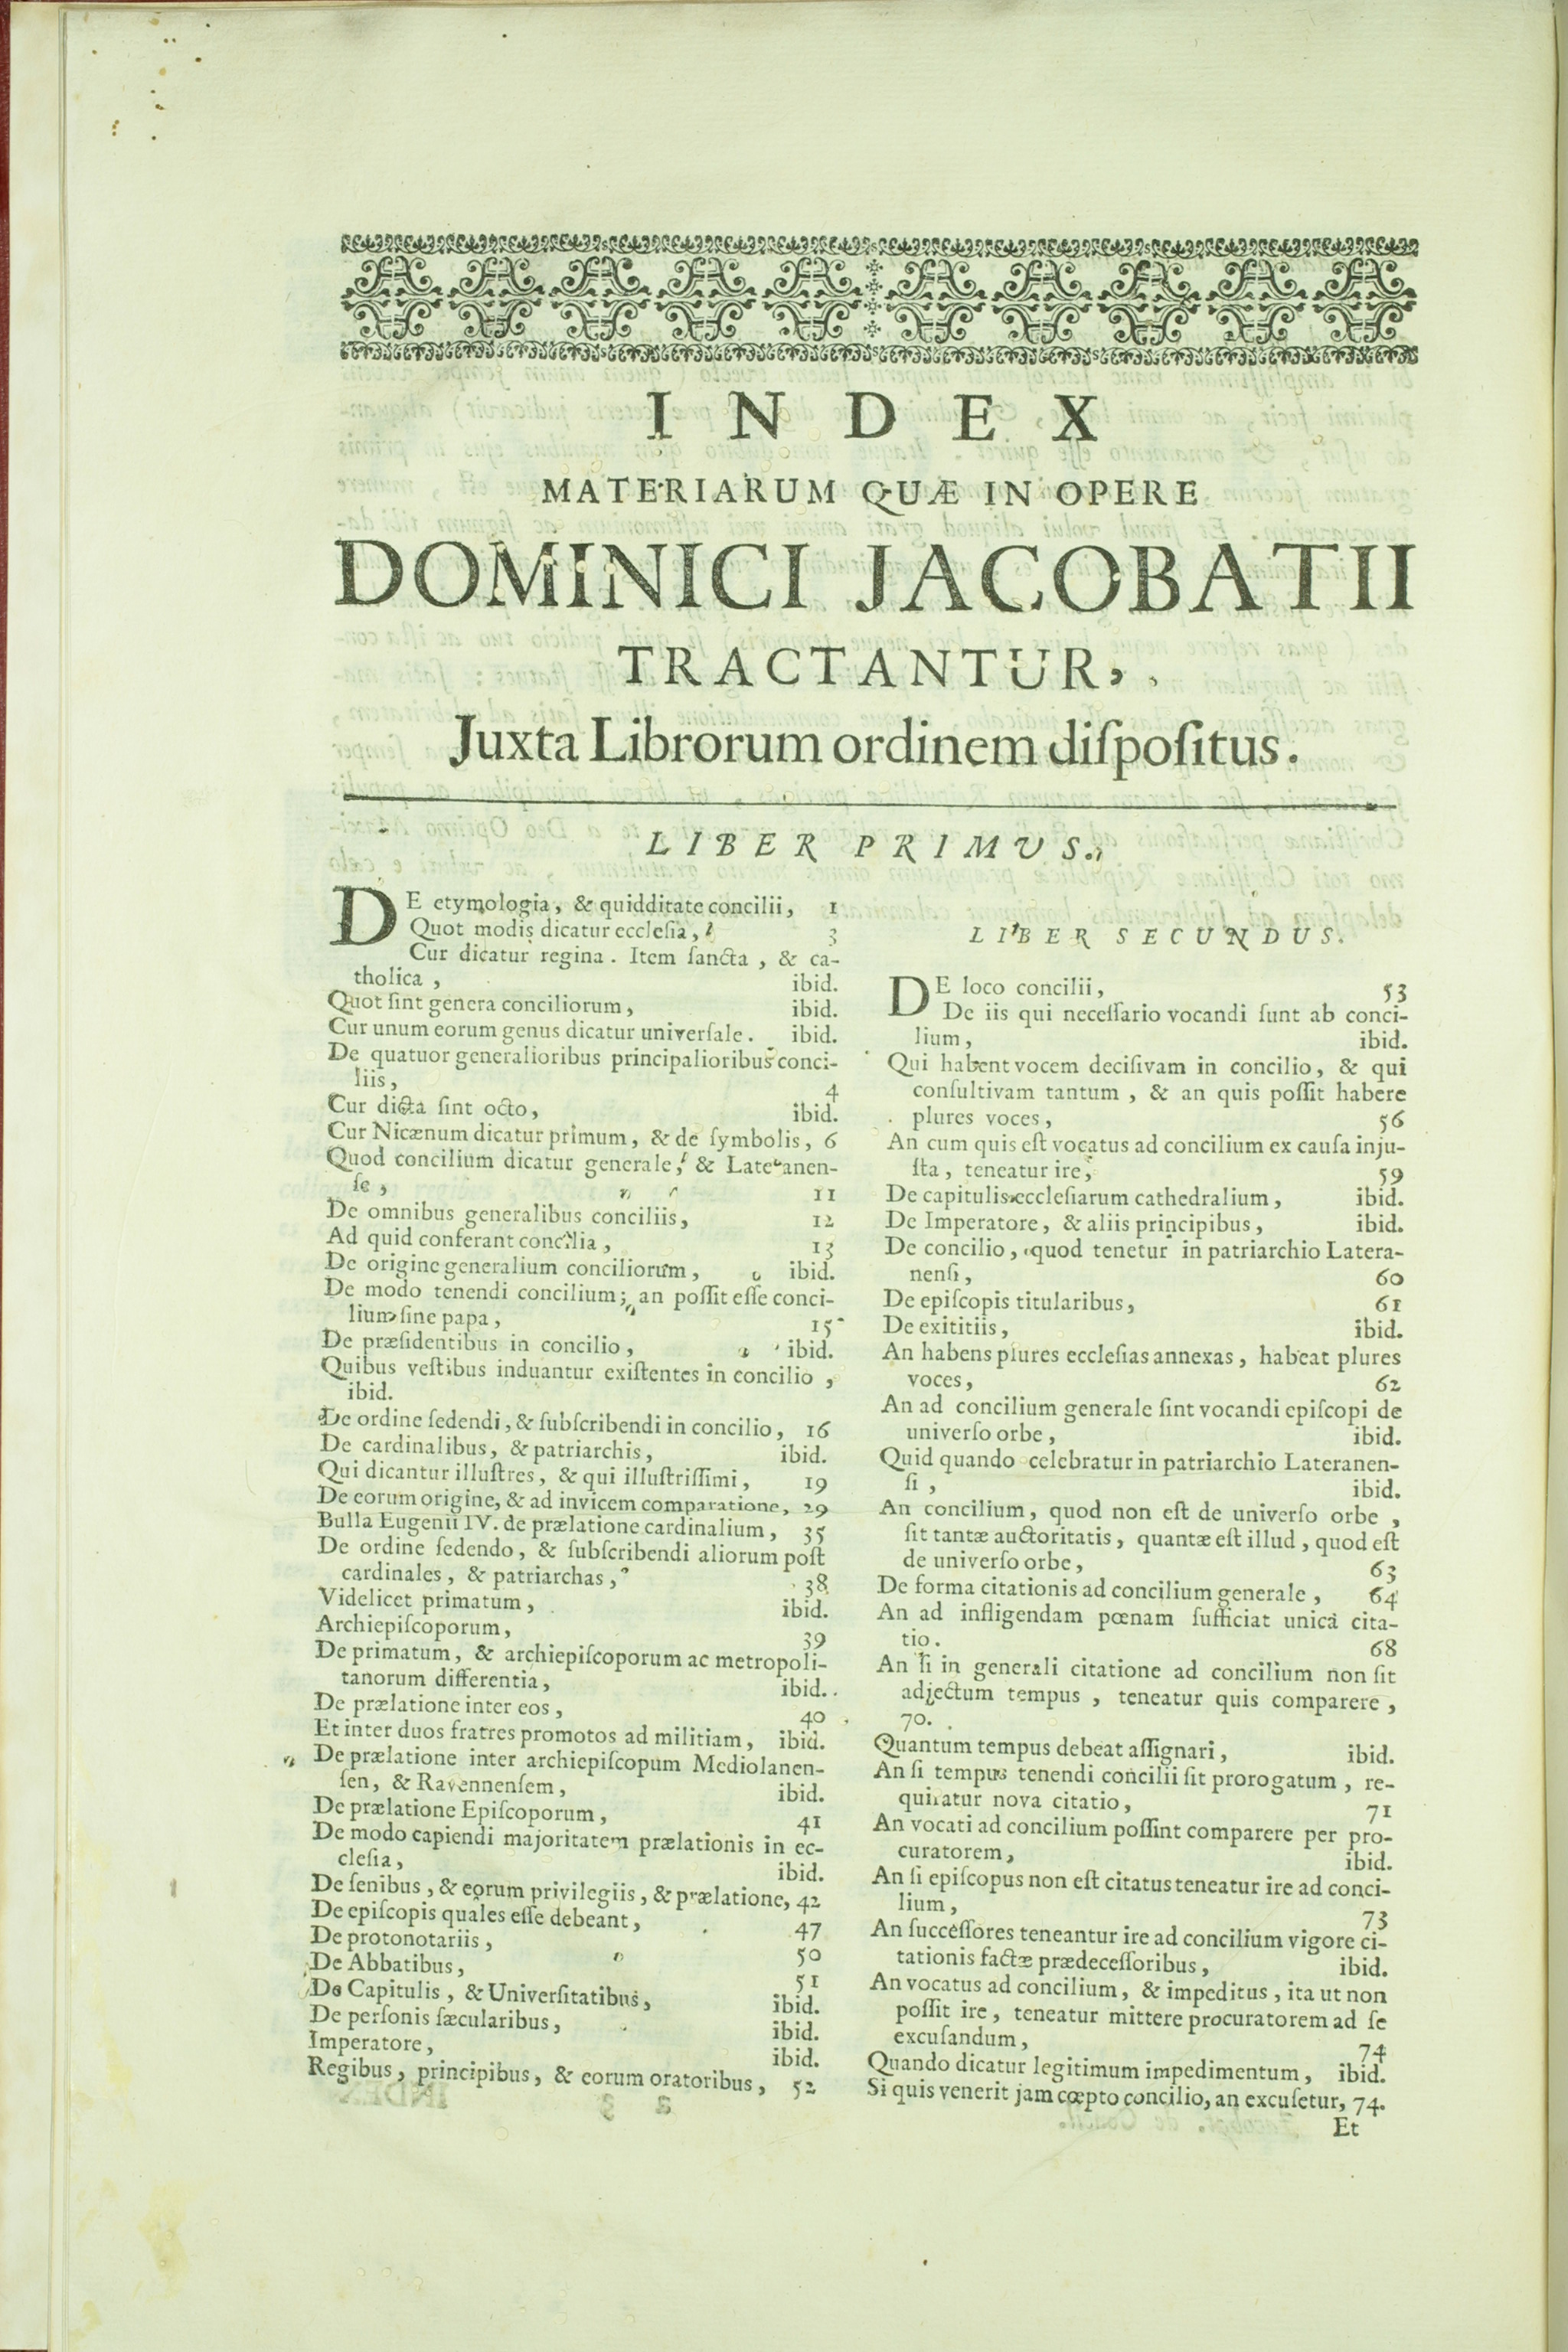 INDEX
MATERIARUM QUÆ IN OPERE
DOMINICI JACOBATII
TRACTANTUR,
Juxta Librorum ordinem diſpoſitus.
LIBER PRIMUS.
DE etymologia, & quidditate concilii, 1
Quot modis dicatur eccleſia, 3
Cur dicatur regina. Item ſancta, & ca-
tholica, ibid.
Quot ſint genera conciliorum, ibid.
Cur unum eorum genus dicatur univerſale. ibid.
De quatuor generalioribus principalioribus conci-
liis, 4
Cur dicta ſint octo, ibid.
Cur Nicænum dicatur primum, & de ſymbolis, 6
Quod concilium dicatur generale, & Lateranen-
ſe, 11
De omnibus generalibus conciliis, 12
Ad quid conferant concilia, 13
De origine generalium conciliorum, ibid.
De modo tenendi concilium; an poſſit eſſe conci-
lium ſine papa, 15
De præſidentibus in concilio, ibid.
Quibus veſtibus induantur exiſtentes in concilio,
ibid.
De ordine ſedendi, & ſubſcribendi in concilio, 16
De cardinalibus, & patriarchis, ibid.
Qui dicantur illuſtres, & qui illuſtriſſimi, 19
De eorum origine, & ad invicem comparatione, 29
Bulla Eugenii IV. de prælatione cardinalium, 35
De ordine ſedendo, & ſubſcribendi aliorum poſt
cardinales, & patriarchas, 38
Videlicet primatum, ibid.
Archiepiſcoporum, 39
De primatum, & archiepiſcoporum ac metropoli-
tanorum differentia, ibid.
De prælatione inter eos, 40
Et inter duos fratres promotos ad militiam, ibid.
De prælatione inter archiepiſcopum Mediolanen-
ſen, & Ravennenſem, ibid.
De prælatione Epiſcoporum, 41
De modo capiendi majoritatem prælationis in ec-
cleſia, ibid.
De ſenibus, & eorum privilegiis, & prælatione, 42
De epiſcopis quales eſſe debeant, 47
De protonotariis, 50
De Abbatibus, 51
De Capitulis, & Univerſitatibus, ibid.
De perſonis ſæcularibus, ibid.
Imperatore, ibid.
Regibus, principibus, & eorum oratoribus, 52
LIBER SECUNDUS.
DE loco concilii, 53
De iis qui neceſſario vocandi ſunt ab conci-
lium, ibid.
Qui habent vocem deciſivam in concilio, & qui
conſultivam tantum, & an quis poſſit habere
plures voces, 56
An cum quis eſt vocatus ad concilium ex cauſa inju-
ſta, teneatur ire, 59
De capitulis eccleſiarum cathedralium, ibid.
De Imperatore, & aliis principibus, ibid.
De concilio, quod tenetur in patriarchio Latera-
nenſi, 60
De epiſcopis titularibus, 61
De exititiis, ibid.
An habens plures eccleſias annexas, habeat plures
voces, 62
An ad concilium generale ſint vocandi epiſcopi de
univerſo orbe, ibid.
Quid quando celebratur in patriarchio Lateranen-
ſi, ibid.
An concilium, quod non eſt de univerſo orbe,
ſit tantæ auctoritatis, quantæ eſt illud, quod eſt
de univerſo orbe, 63
De forma citationis ad concilium generale, 64
An ad infligendam pœnam ſufficiat unica cita-
tio. 68
An ſi in generali citatione ad concilium non ſit
adjectum tempus, teneatur quis comparere,
70.
Quantum tempus debeat aſſignari, ibid.
An ſi tempus tenendi concilii ſit prorogatum, re-
quiratur nova citatio, 71
An vocati ad concilium poſſint comparere per pro-
curatorem, ibid.
An ſi epiſcopus non eſt citatus teneatur ire ad conci-
lium, 73
An ſucceſſores teneantur ire ad concilium vigore ci-
tationis factæ prædeceſſoribus, ibid.
An vocatus ad concilium, & impeditus, ita ut non
poſſit ire, teneatur mittere procuratorem ad ſe
excuſandum, 74
Quando dicatur legitimum impedimentum, ibid.
Si quis venerit jam cœpto concilio, an excuſetur, 74.
Et